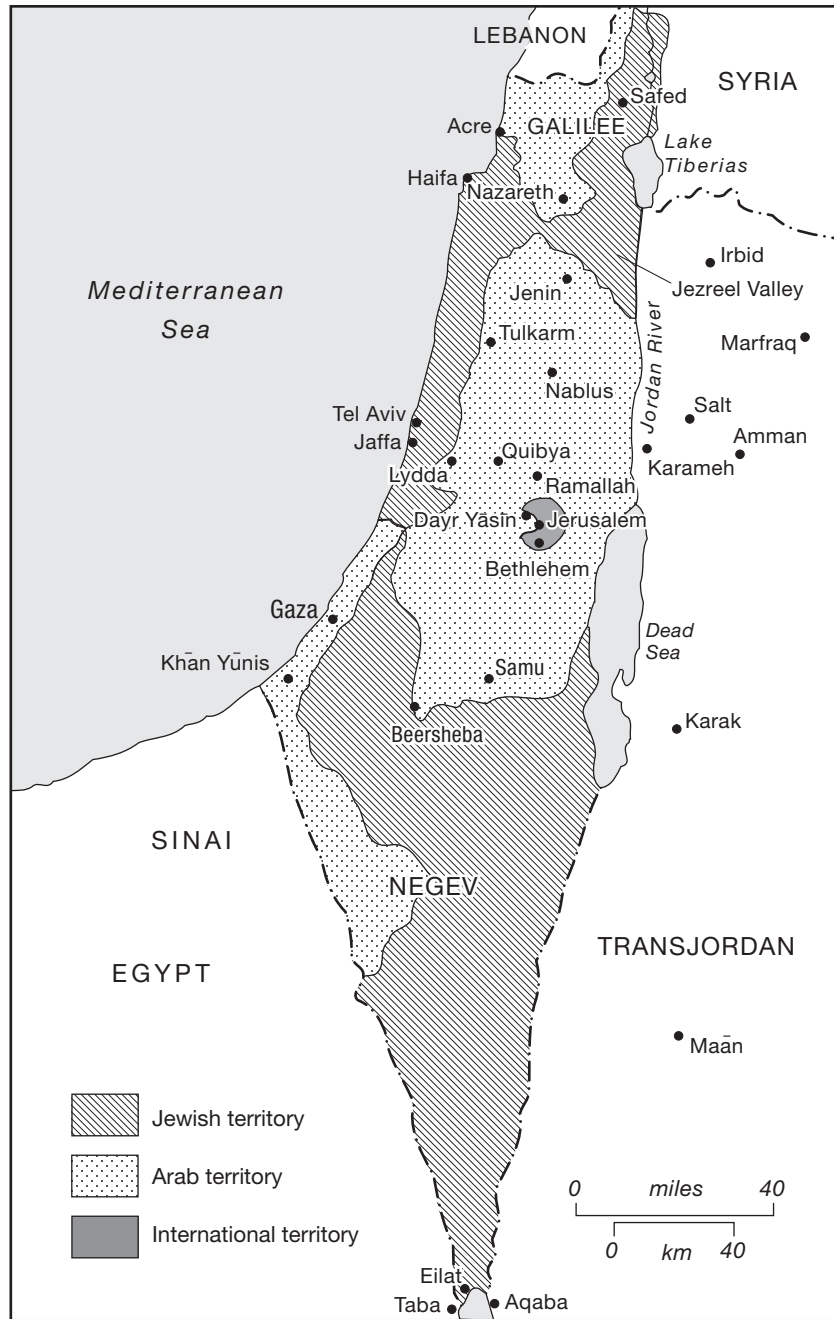 LEBANON
SYRIA
Safed
Acre
GALILEE
Lake
Tiberias
Haifa
Nazareth
Irbid
Mediterranean
Sea
Jenin
Jezreel Valley
Tulkarm
Jordan River
Marfraq
Nablus
Tel Aviv
Salt
Jaffa
Amman
Quibya
Lydda
Karameh
Ramallah
Dayr Yāsīn
Jerusalem
Bethlehem
Gaza
Dead
Sea
Khān Yūnis
Samu
Beersheba
Karak
SINAI
NEGEV
TRANSJORDAN
EGYPT
Maān
Jewish territory
Arab territory
International territory
0 miles 40
0 km 40
Eilat
Taba
Aqaba